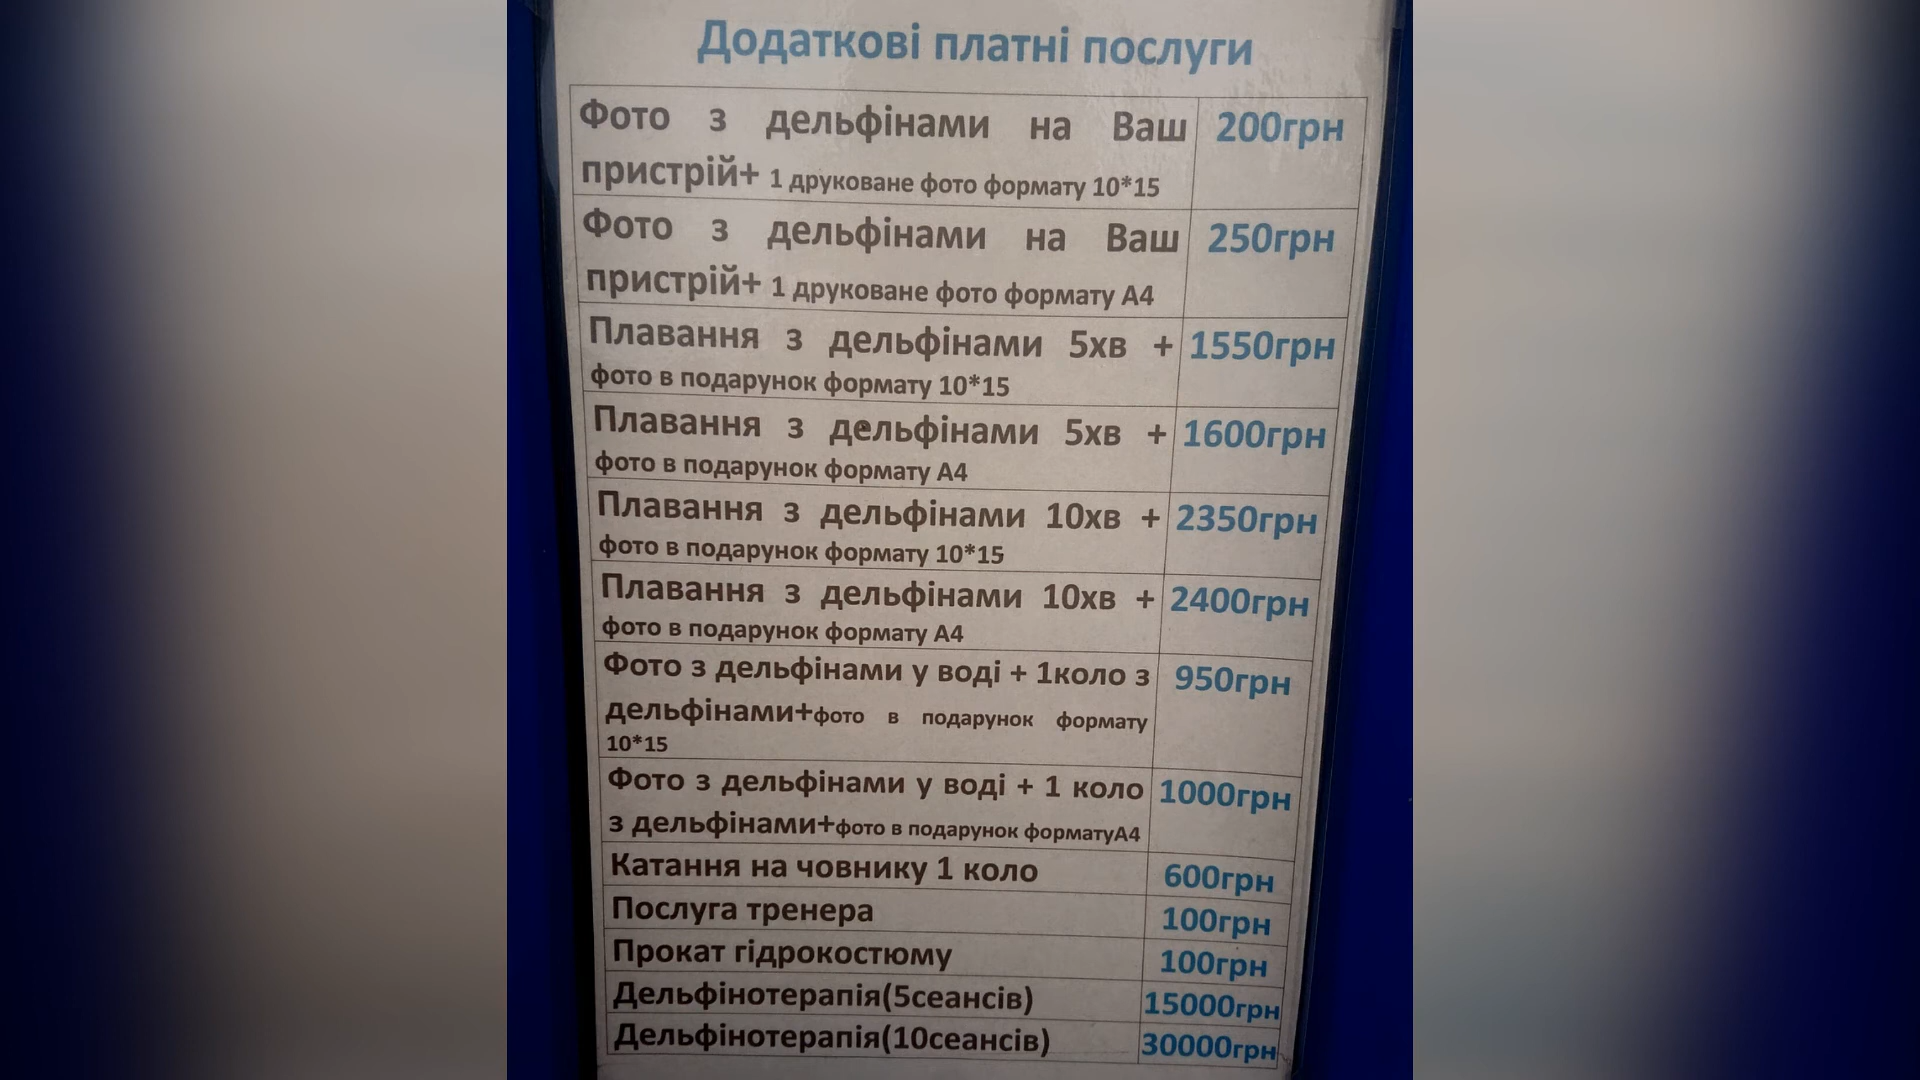 Додаткові платні послуги
Фото з дельфінами на Ваш 200грн
пристрій+ 1 друковане фото формату 10*15
Фото з дельфінами на Ваш 250грн
пристрій+ 1 друковане фото формату А4
Плавання з дельфінами 5хв + 1550грн
фото в подарунок формату 10*15
Плавання з дельфінами 5хв + 1600грн
фото в подарунок формату А4
Плавання з дельфінами 10хв + 2350грн
фото в подарунок формату 10*15
Плавання з дельфінами 10хв + 2400грн
фото в подарунок формату А4
Фото з дельфінами у воді + 1коло з 950грн
дельфінами+фото в подарунок формату
10*15
Фото з дельфінами у воді + 1 коло 1000грн
з дельфінами+фото в подарунок форматуА4
Катання на човнику 1 коло 600грн
Послуга тренера 100грн
Прокат гідрокостюму 100грн
Дельфінотерапія(5сеансів) 15000грн
Дельфінотерапія(10сеансів) 30000грн